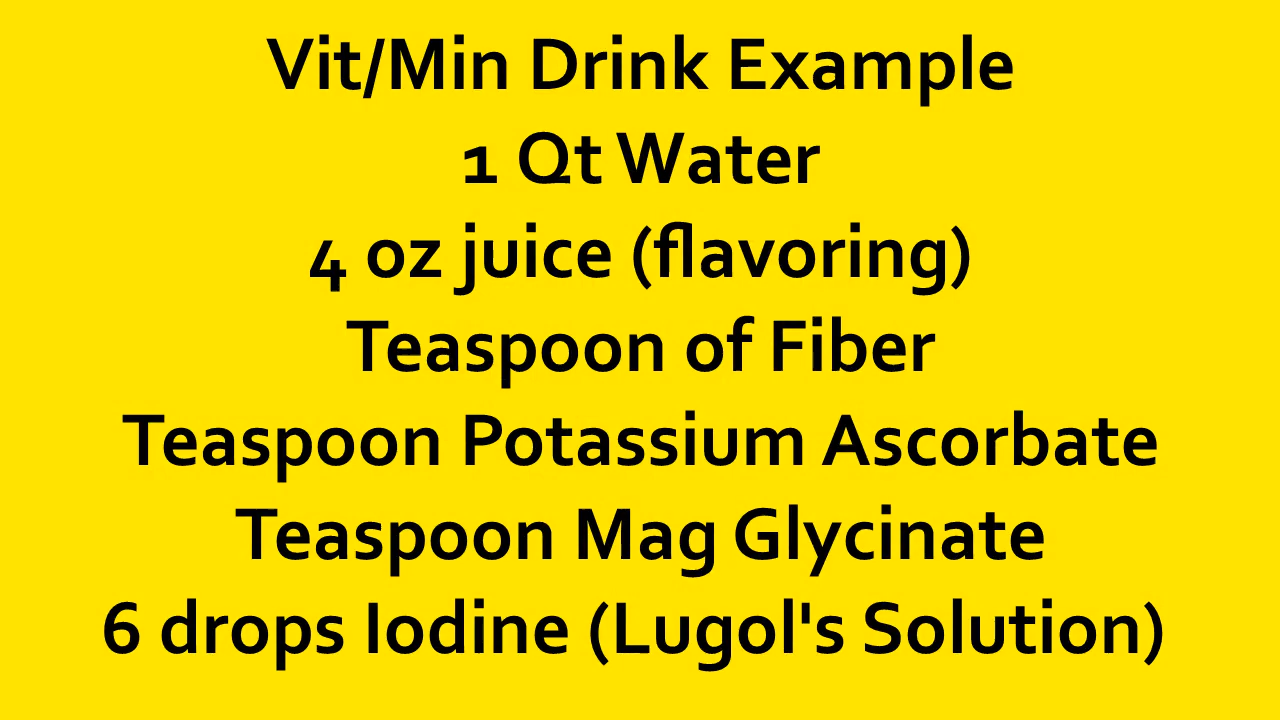 Vit/Min Drink Example
1 Qt Water
4 oz juice (flavoring)
Teaspoon of Fiber
Teaspoon Potassium Ascorbate
Teaspoon Mag Glycinate
6 drops Iodine (Lugol's Solution)